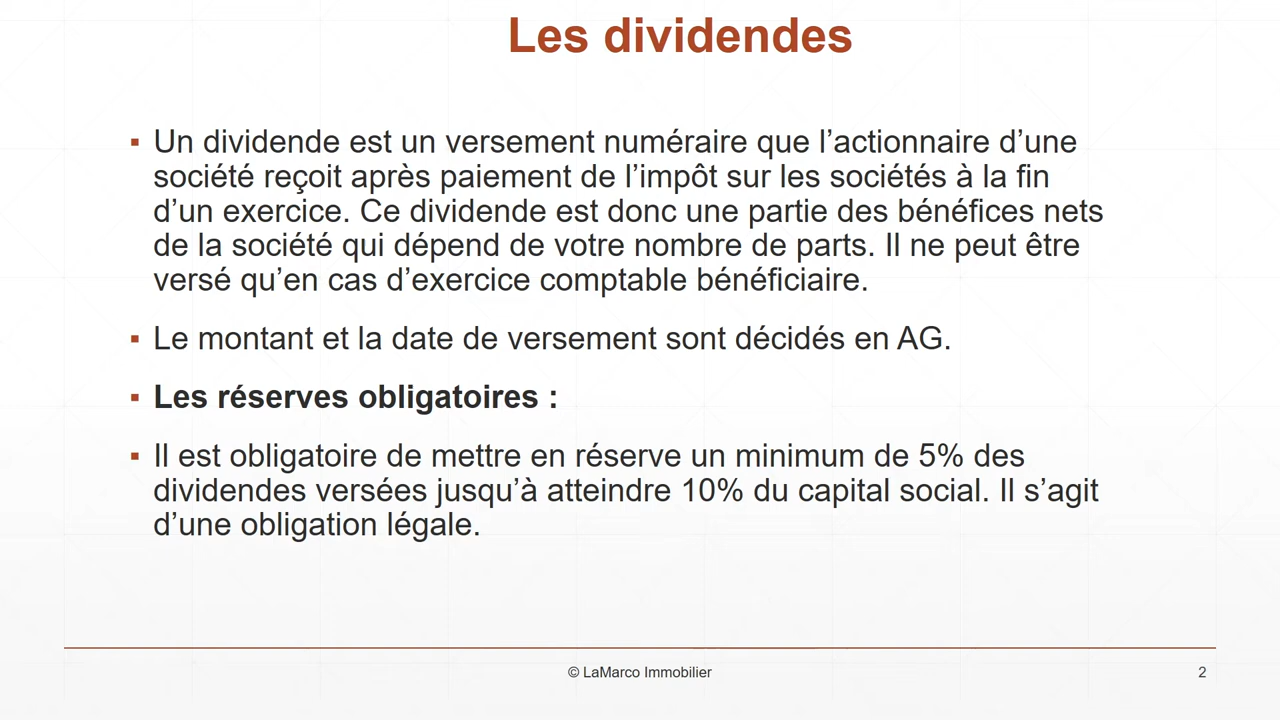 Les dividendes
▪ Un dividende est un versement numéraire que l’actionnaire d’une
société reçoit après paiement de l’impôt sur les sociétés à la fin
d’un exercice. Ce dividende est donc une partie des bénéfices nets
de la société qui dépend de votre nombre de parts. Il ne peut être
versé qu’en cas d’exercice comptable bénéficiaire.
▪ Le montant et la date de versement sont décidés en AG.
▪ Les réserves obligatoires :
▪ Il est obligatoire de mettre en réserve un minimum de 5% des
dividendes versées jusqu’à atteindre 10% du capital social. Il s’agit
d’une obligation légale.
© LaMarco Immobilier
2